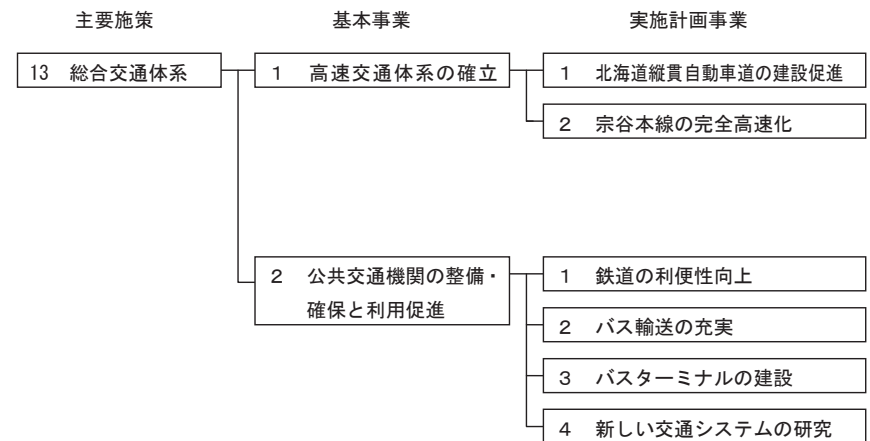 主要施策 基本事業 実施計画事業
13 総合交通体系 1 高速交通体系の確立 1 北海道縦貫自動車道の建設促進
2 宗谷本線の完全高速化
2 公共交通機関の整備・ 1 鉄道の利便性向上
確保と利用促進
2 バス輸送の充実
3 バスターミナルの建設
4 新しい交通システムの研究